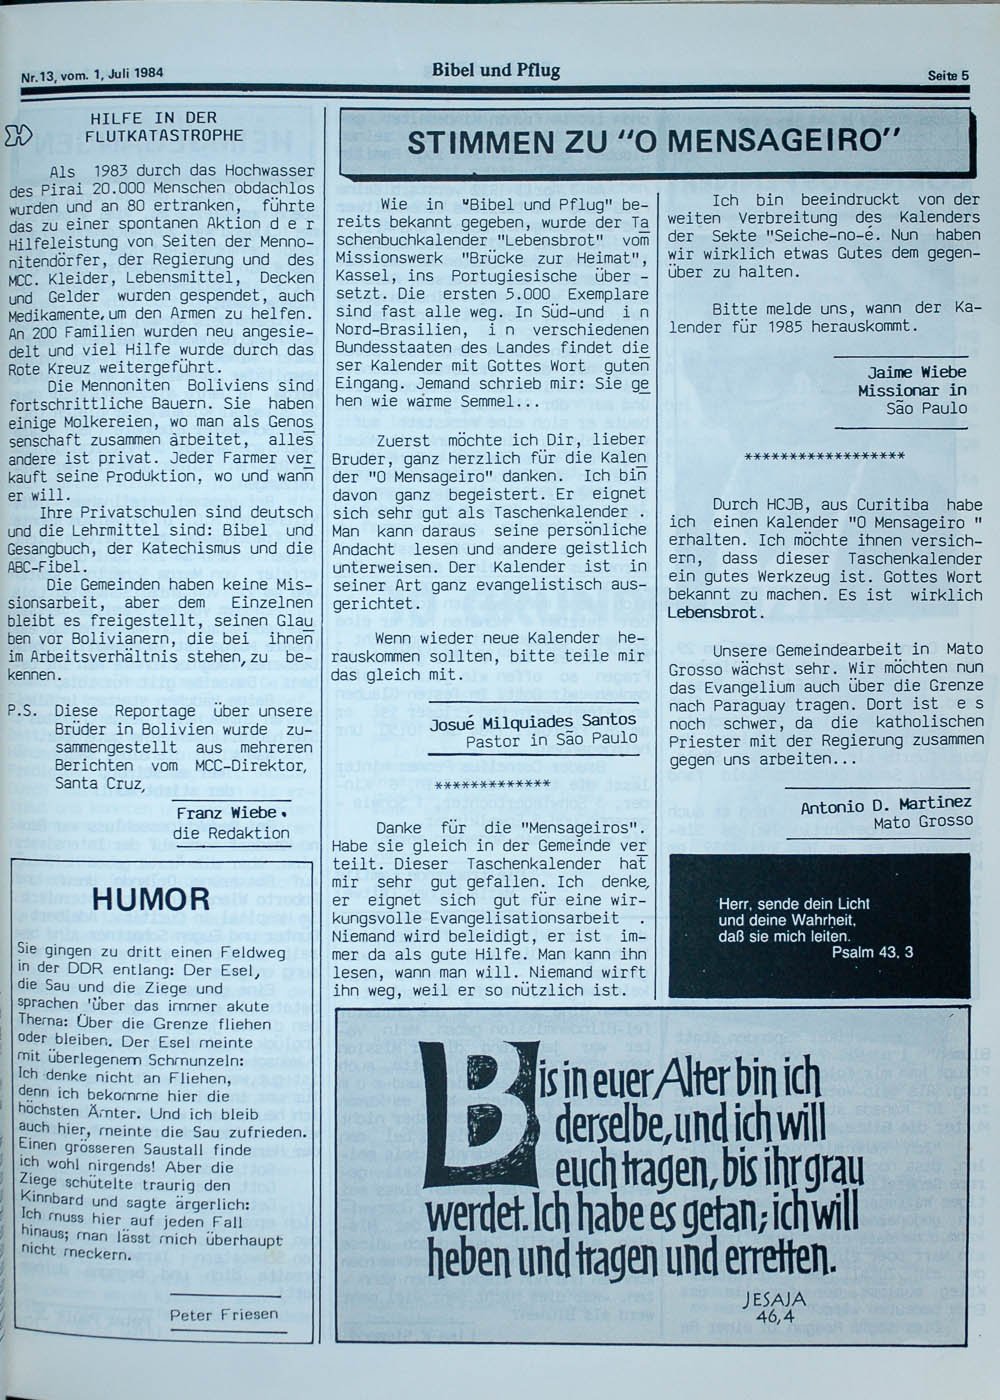 Nr.13, vom. 1, Juli 1984
Bibel und Pflug
Seite 5
HILFE IN DER
FLUTKATASTROPHE
Als 1983 durch das Hochwasser
des Pirai 20.000 Menschen obdachlos
wurden und an 80 ertranken, führte
das zu einer spontanen Aktion d e r
Hilfeleistung von Seiten der Menno-
nitendörfer, der Regierung und des
MCC. Kleider, Lebensmittel, Decken
und Gelder wurden gespendet, auch
Medikamente, um den Armen zu helfen.
An 200 Familien wurden neu angesie-
delt und viel Hilfe wurde durch das
Rote Kreuz weitergeführt.
Die Mennoniten Boliviens sind
fortschrittliche Bauern. Sie haben
einige Molkereien, wo man als Genos
senschaft zusammen arbeitet, alles
andere ist privat. Jeder Farmer ver
kauft seine Produktion, wo und wann
er will.
Ihre Privatschulen sind deutsch
und die Lehrmittel sind: Bibel und
Gesangbuch, der Katechismus und die
ABC-Fibel.
Die Gemeinden haben keine Mis-
sionsarbeit, aber dem Einzelnen
bleibt es freigestellt, seinen Glau
ben vor Bolivianern, die bei ihnen
im Arbeitsverhältnis stehen, zu be-
kennen.
P.S. Diese Reportage über unsere
Brüder in Bolivien wurde zu-
sammengestellt aus mehreren
Berichten vom MCC-Direktor,
Santa Cruz,
Franz Wiebe.
die Redaktion
HUMOR
Sie gingen zu dritt einen Feldweg
in der DDR entlang: Der Esel,
die Sau und die Ziege und
sprachen 'über das immer akute
Thema: Über die Grenze fliehen
oder bleiben. Der Esel meinte
mit überlegenem Schmunzeln:
Ich denke nicht an Fliehen,
denn ich bekomme hier die
höchsten Ämter. Und ich bleib
auch hier, meinte die Sau zufrieden.
Einen grösseren Saustall finde
ich wohl nirgends! Aber die
Ziege schüttelte traurig den
Kinnbard und sagte ärgerlich:
Ich muss hier auf jeden Fall
hinaus; man lässt mich überhaupt
nicht meckern.
Peter Friesen
STIMMEN ZU "O MENSAGEIRO"
Wie in "Bibel und Pflug" be-
reits bekannt gegeben, wurde der Ta
schenbuchkalender "Lebensbrot" vom
Missionswerk "Brücke zur Heimat",
Kassel, ins Portugiesische über -
setzt. Die ersten 5.000 Exemplare
sind fast alle weg. In Süd-und i n
Nord-Brasilien, i n verschiedenen
Bundesstaaten des Landes findet die
ser Kalender mit Gottes Wort guten
Eingang. Jemand schrieb mir: Sie ge
hen wie warme Semmel...
Zuerst möchte ich Dir, lieber
Bruder, ganz herzlich für die Kalen
der "O Mensageiro" danken. Ich bin
davon ganz begeistert. Er eignet
sich sehr gut als Taschenkalender .
Man kann daraus seine persönliche
Andacht lesen und andere geistlich
unterweisen. Der Kalender ist in
seiner Art ganz evangelistisch aus-
gerichtet.
Wenn wieder neue Kalender he-
rauskommen sollten, bitte teile mir
das gleich mit.
Josué Milquiades Santos
Pastor in São Paulo
*************
Danke für die "Mensageiros".
Habe sie gleich in der Gemeinde ver
teilt. Dieser Taschenkalender hat
mir sehr gut gefallen. Ich denke,
er eignet sich gut für eine wir-
kungsvolle Evangelisationsarbeit .
Niemand wird beleidigt, er ist im-
mer da als gute Hilfe. Man kann ihn
lesen, wann man will. Niemand wirft
ihn weg, weil er so nützlich ist.
Ich bin beeindruckt von der
weiten Verbreitung des Kalenders
der Sekte "Seiche-no-é. Nun haben
wir wirklich etwas Gutes dem gegen-
über zu halten.
Bitte melde uns, wann der Ka-
lender für 1985 herauskommt.
Jaime Wiebe
Missionar in
São Paulo
******************
Durch HCJB, aus Curitiba habe
ich einen Kalender "O Mensageiro "
erhalten. Ich möchte ihnen versich-
ern, dass dieser Taschenkalender
ein gutes Werkzeug ist. Gottes Wort
bekannt zu machen. Es ist wirklich
Lebensbrot.
Unsere Gemeindearbeit in Mato
Grosso wächst sehr. Wir möchten nun
das Evangelium auch über die Grenze
nach Paraguay tragen. Dort ist e s
noch schwer, da die katholischen
Priester mit der Regierung zusammen
gegen uns arbeiten...
Antonio D. Martinez
Mato Grosso
Herr, sende dein Licht
und deine Wahrheit,
daß sie mich leiten.
Psalm 43, 3
Bis in euer Alter bin ich
derselbe, und ich will
euch tragen, bis ihr grau
werdet. Ich habe es getan; ich will
heben und tragen und erretten.
JESAJA
46,4